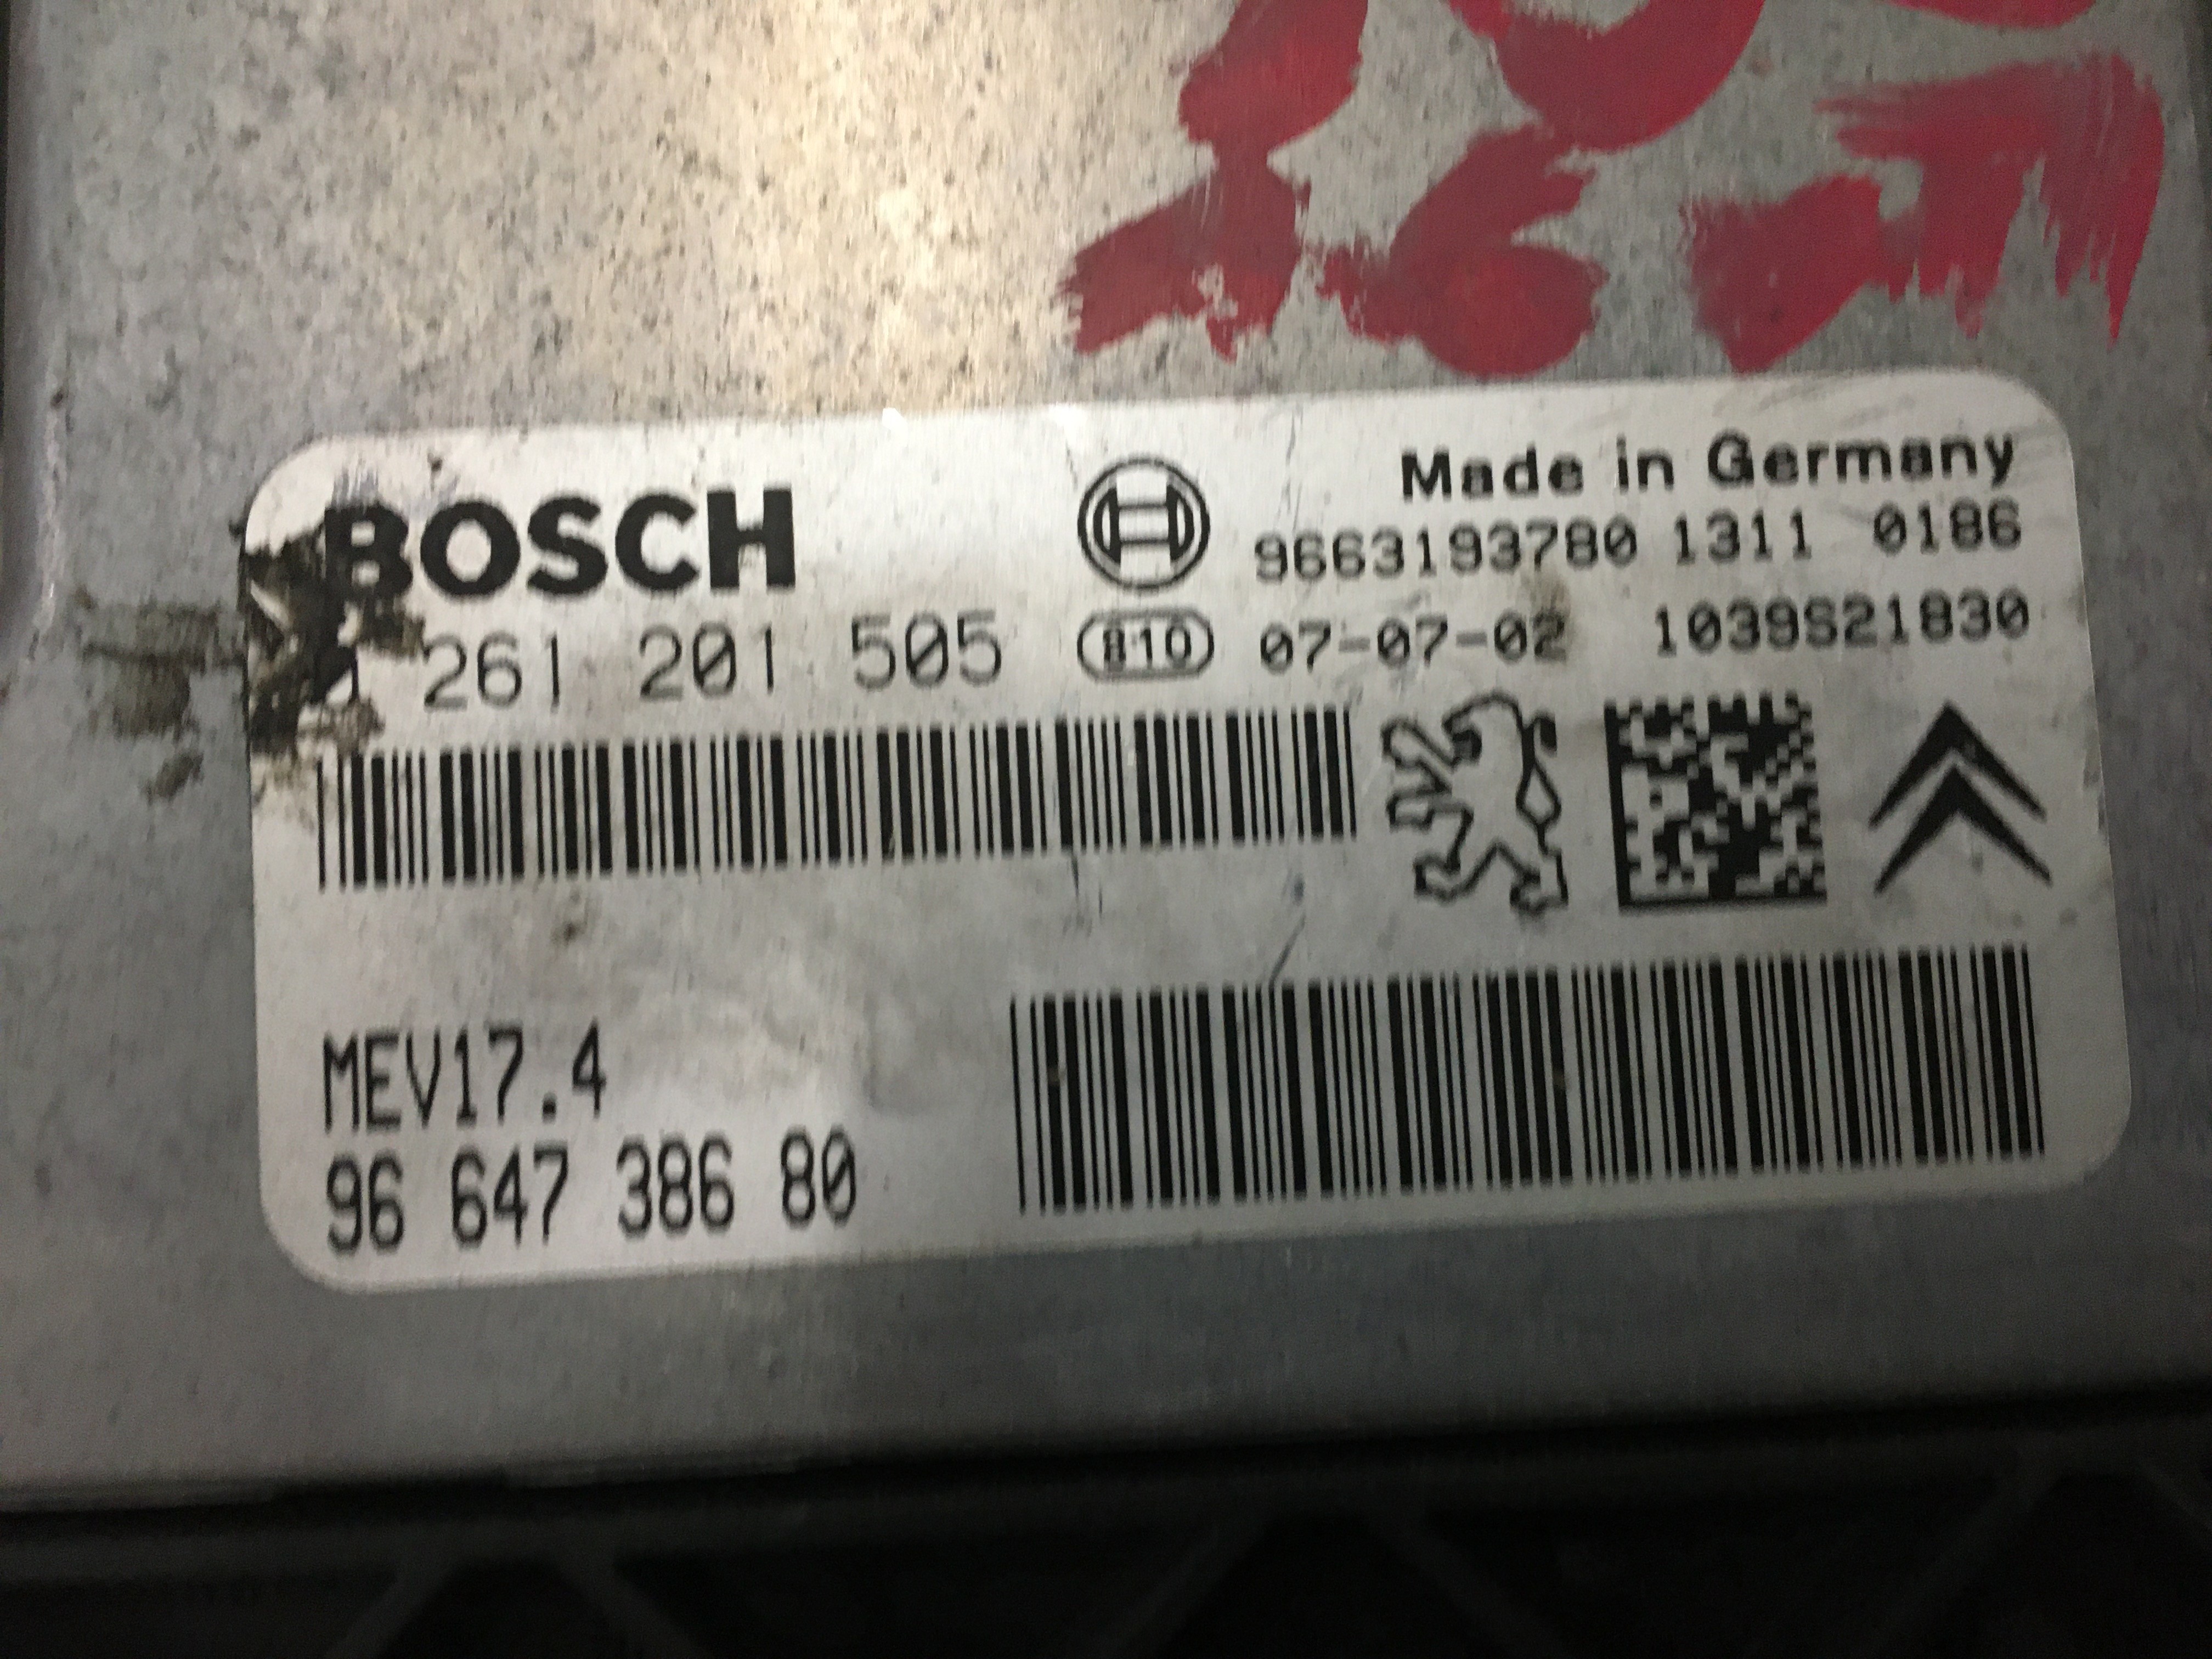 BOSCH
Made in Germany
9663193780 1311 0186
0 261 201 505
810 07-07-02 1039S21830
MEV17.4
96 647 386 80